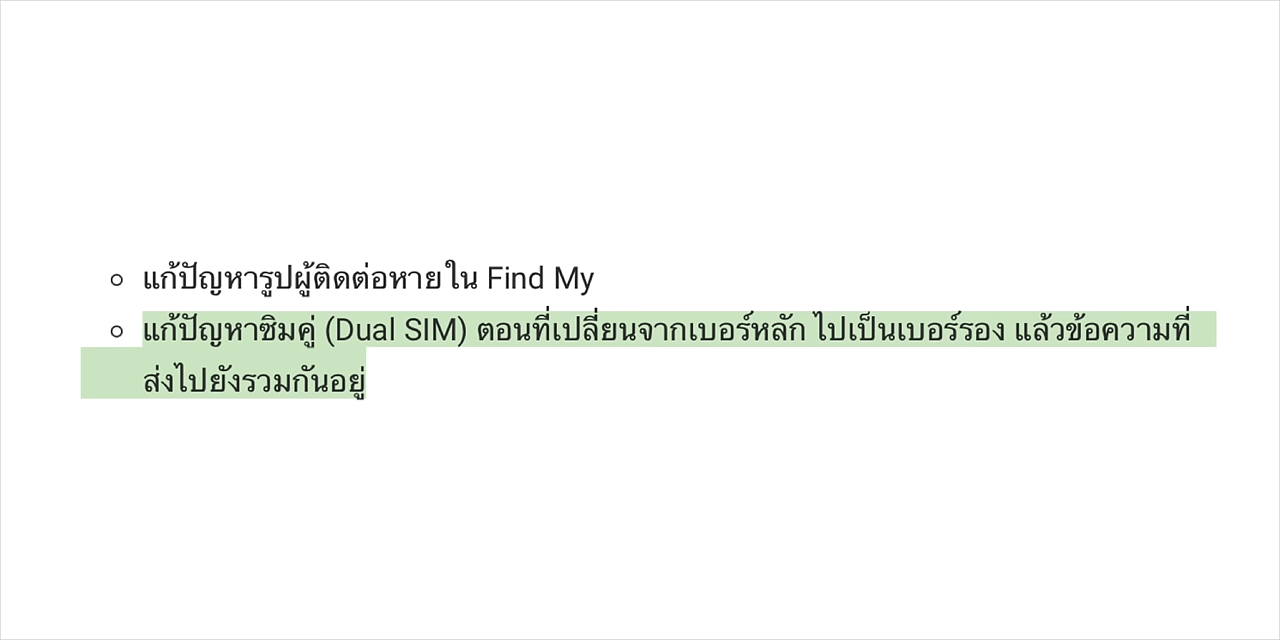 แก้ปัญหารูปผู้ติดต่อหายใน Find My
แก้ปัญหาซิมคู่ (Dual SIM) ตอนที่เปลี่ยนจากเบอร์หลัก ไปเป็นเบอร์รอง แล้วข้อความที่
ส่งไปยังรวมกันอยู่